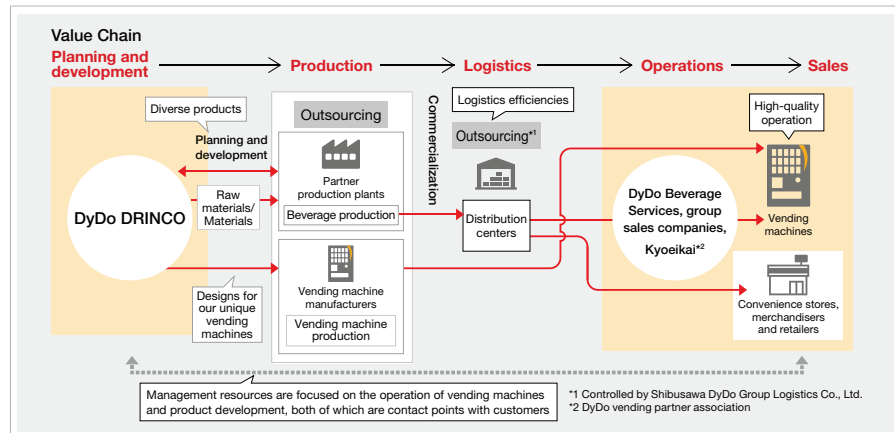 Value Chain
Planning and
development
Production
Logistics
Operations
Sales
Diverse products
Planning and
development
DyDo DRINCO
Raw
materials/
Materials
Designs for
our unique
vending
machines
Outsourcing
Partner
production plants
Beverage production
Vending machine
manufacturers
Vending machine
production
Commercialization
Logistics efficiencies
Outsourcing*1
Distribution
centers
DyDo Beverage
Services, group
sales companies,
Kyoeikai*2
High-quality
operation
Vending
machines
Convenience stores,
merchandisers
and retailers
Management resources are focused on the operation of vending machines
and product development, both of which are contact points with customers
*1 Controlled by Shibusawa DyDo Group Logistics Co., Ltd.
*2 DyDo vending partner association